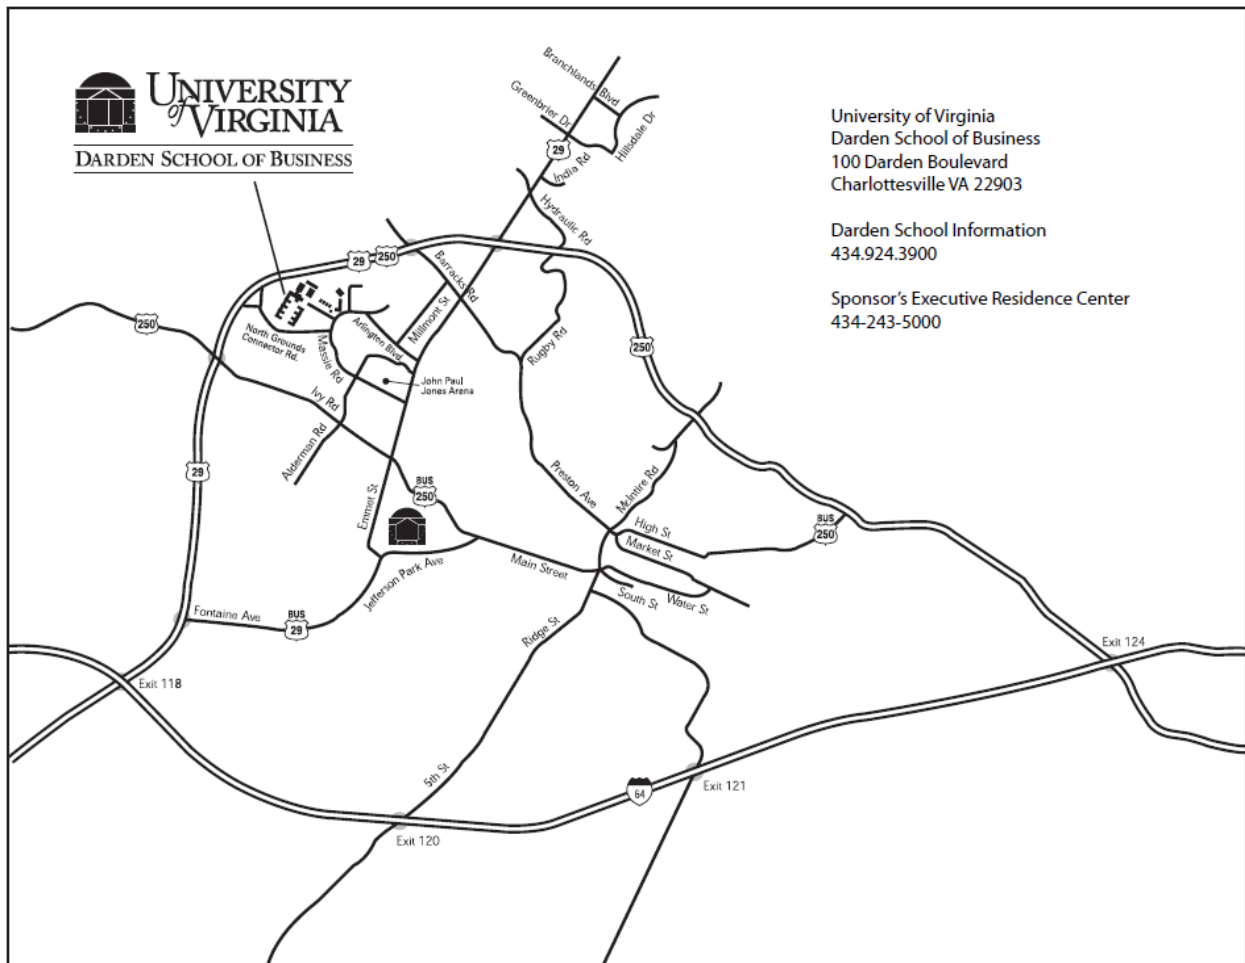 UNIVERSITY
of VIRGINIA
DARDEN SCHOOL OF BUSINESS
University of Virginia
Darden School of Business
100 Darden Boulevard
Charlottesville VA 22903
Darden School Information
434.924.3900
Sponsor's Executive Residence Center
434-243-5000
Branchlands Blvd
Greenbrier Dr
Hillsdale Dr
29
India Rd
Hydraulic Rd
29
250
Barracks Rd
250
North Grounds
Connector Rd.
Massie Rd
Arlington Blvd.
Millmont St
Rugby Rd
250
John Paul
Jones Arena
Ivy Rd
Alderman Rd
29
Emmet St
BUS
250
Preston Ave
McIntire Rd
High St
BUS
250
Market St
Main Street
Jefferson Park Ave
South St
Water St
Fontaine Ave
BUS
29
Ridge St
Exit 124
Exit 118
5th St
64
Exit 121
Exit 120